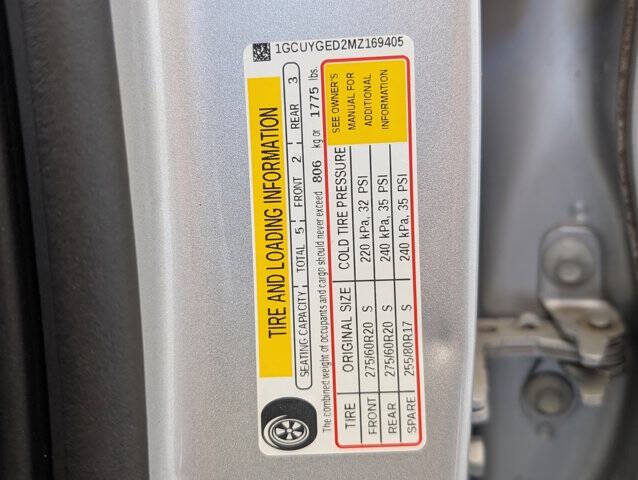 1GCUYGED2MZ169405
TIRE AND LOADING INFORMATION
SEATING CAPACITY TOTAL 5 FRONT 2 REAR 3
The combined weight of occupants and cargo should never exceed 806 kg or 1775 lbs.
TIRE ORIGINAL SIZE COLD TIRE PRESSURE
FRONT 275/60R20 S 220 kPa, 32 PSI
REAR 275/60R20 S 240 kPa, 35 PSI
SPARE 255/80R17 S 240 kPa, 35 PSI
SEE OWNER'S
MANUAL FOR
ADDITIONAL
INFORMATION